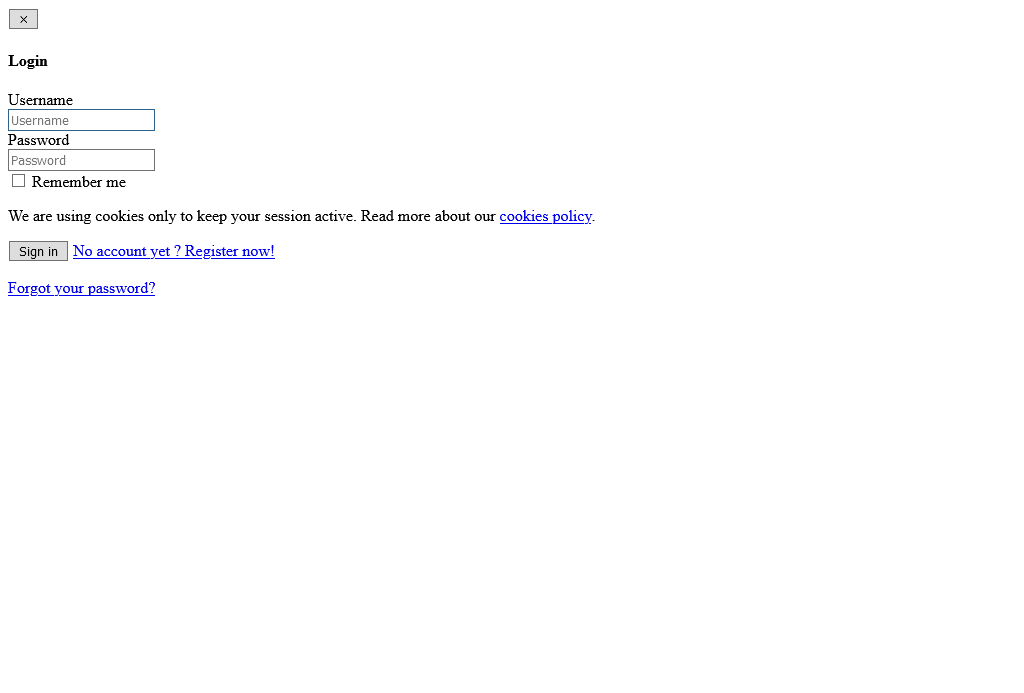 ×
Login
Username
Username
Password
Password
Remember me
We are using cookies only to keep your session active. Read more about our cookies policy.
Sign in No account yet ? Register now!
Forgot your password?